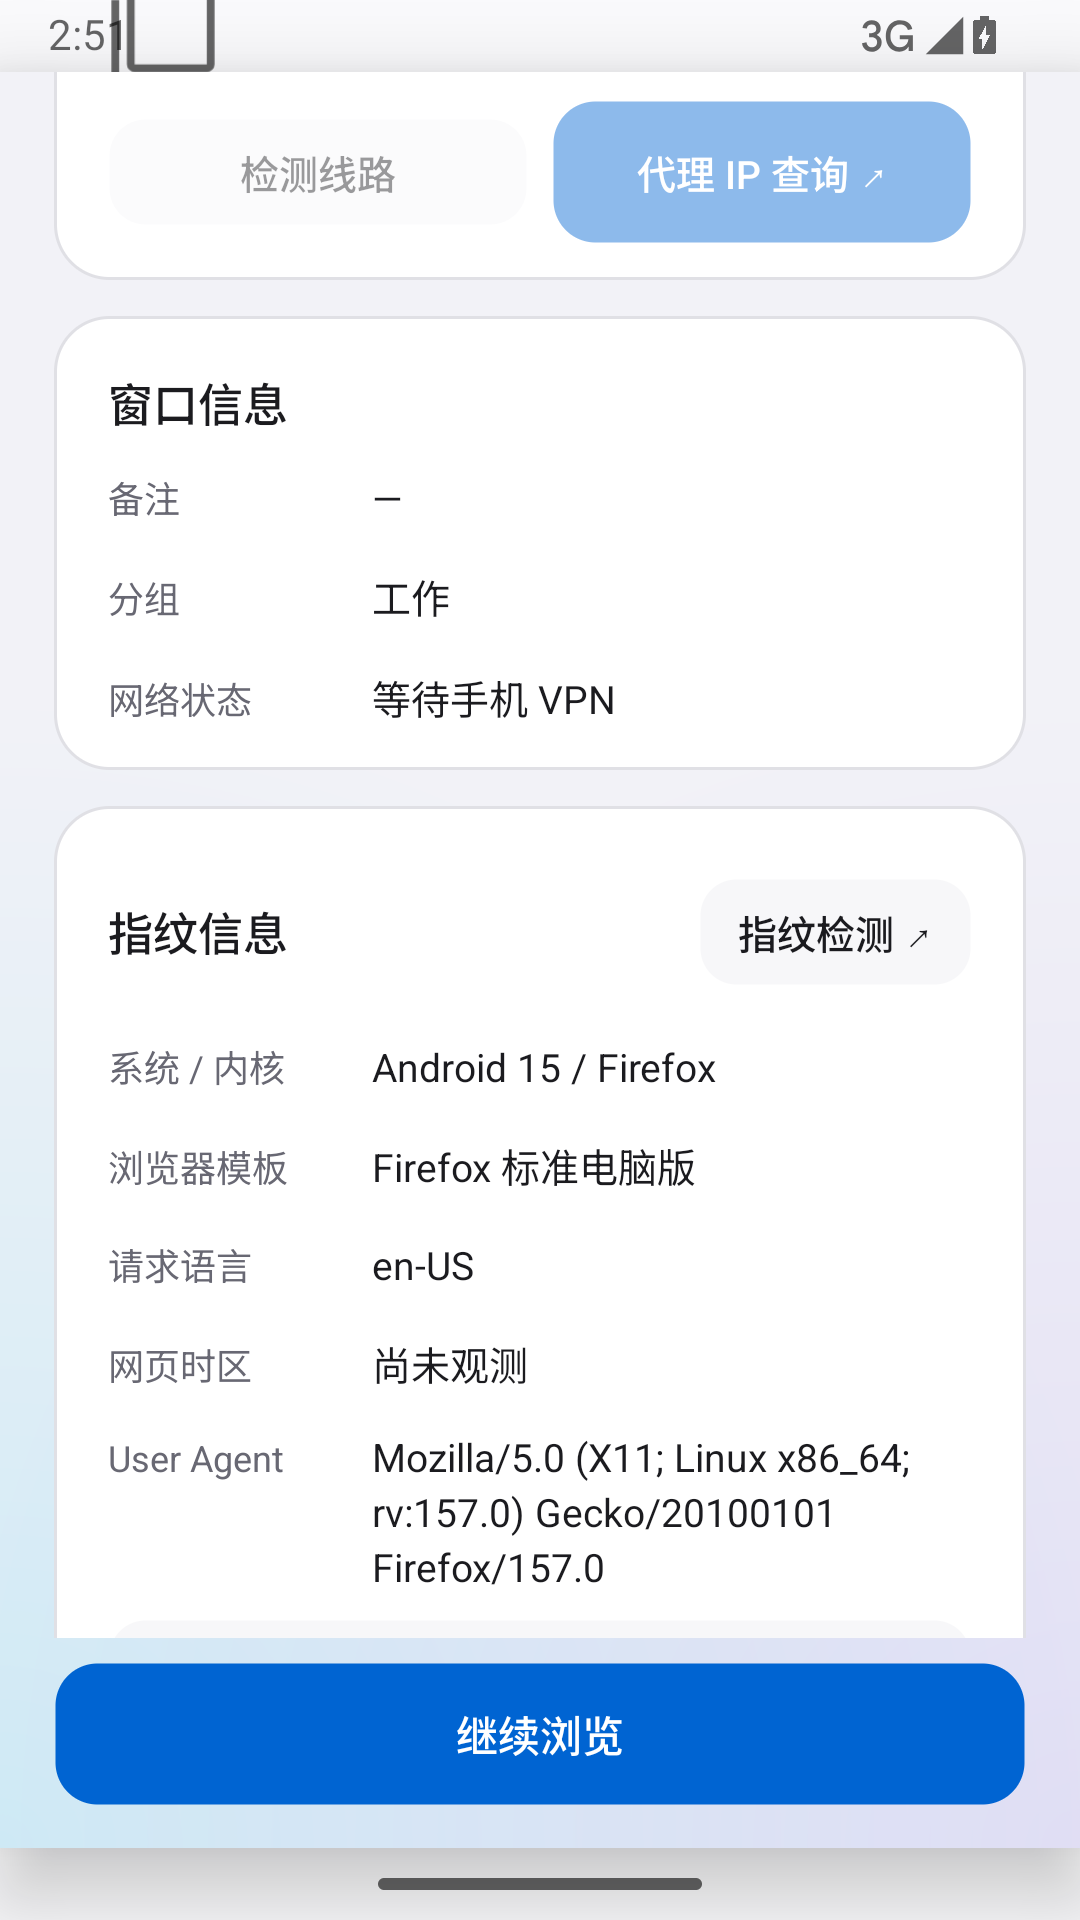 2:51
3G
检测线路
代理 IP 查询 ↗
窗口信息
备注 —
分组 工作
网络状态 等待手机 VPN
指纹信息
指纹检测 ↗
系统 / 内核 Android 15 / Firefox
浏览器模板 Firefox 标准电脑版
请求语言 en-US
网页时区 尚未观测
User Agent Mozilla/5.0 (X11; Linux x86_64;
rv:157.0) Gecko/20100101
Firefox/157.0
继续浏览